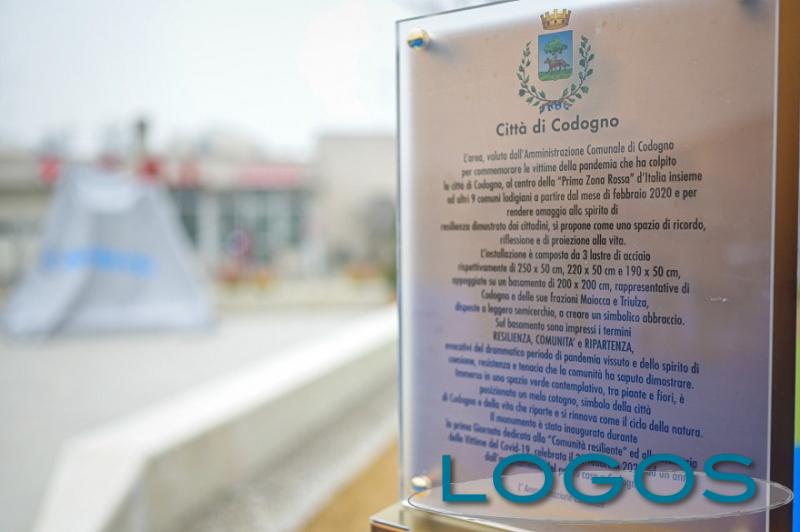 Città di Codogno
L'area, voluta dall'Amministrazione Comunale di Codogno
per commemorare le vittime della pandemia che ha colpito
la città di Codogno, al centro della "Prima Zona Rossa" d'Italia insieme
ad altri 9 comuni lodigiani a partire dal mese di febbraio 2020 e per
rendere omaggio allo spirito di
resilienza dimostrato dai cittadini, si propone come uno spazio di ricordo,
riflessione e di proiezione alla vita.
L'installazione è composta da 3 lastre di acciaio
rispettivamente di 250 x 50 cm, 220 x 50 cm e 190 x 50 cm,
appoggiate su un basamento di 200 x 200 cm, rappresentative di
Codogno e delle sue frazioni Maiocca e Triulza,
disposte a leggero semicerchio, a creare un simbolico abbraccio.
Sul basamento sono impressi i termini
RESILIENZA, COMUNITA' e RIPARTENZA,
evocativi del drammatico periodo di pandemia vissuto e dello spirito di
coesione, resistenza e tenacia che la comunità ha saputo dimostrare.
Immerso in uno spazio verde contemplativo, tra piante e fiori, è
posizionato un melo cotogno, simbolo della città
di Codogno e della vita che riparte e si rinnova come il ciclo della natura.
Il monumento è stato inaugurato durante
la prima Giornata dedicata alla "Comunità resiliente" ed alla
delle Vittime del Covid-19, celebrata il un anno
LOGOS